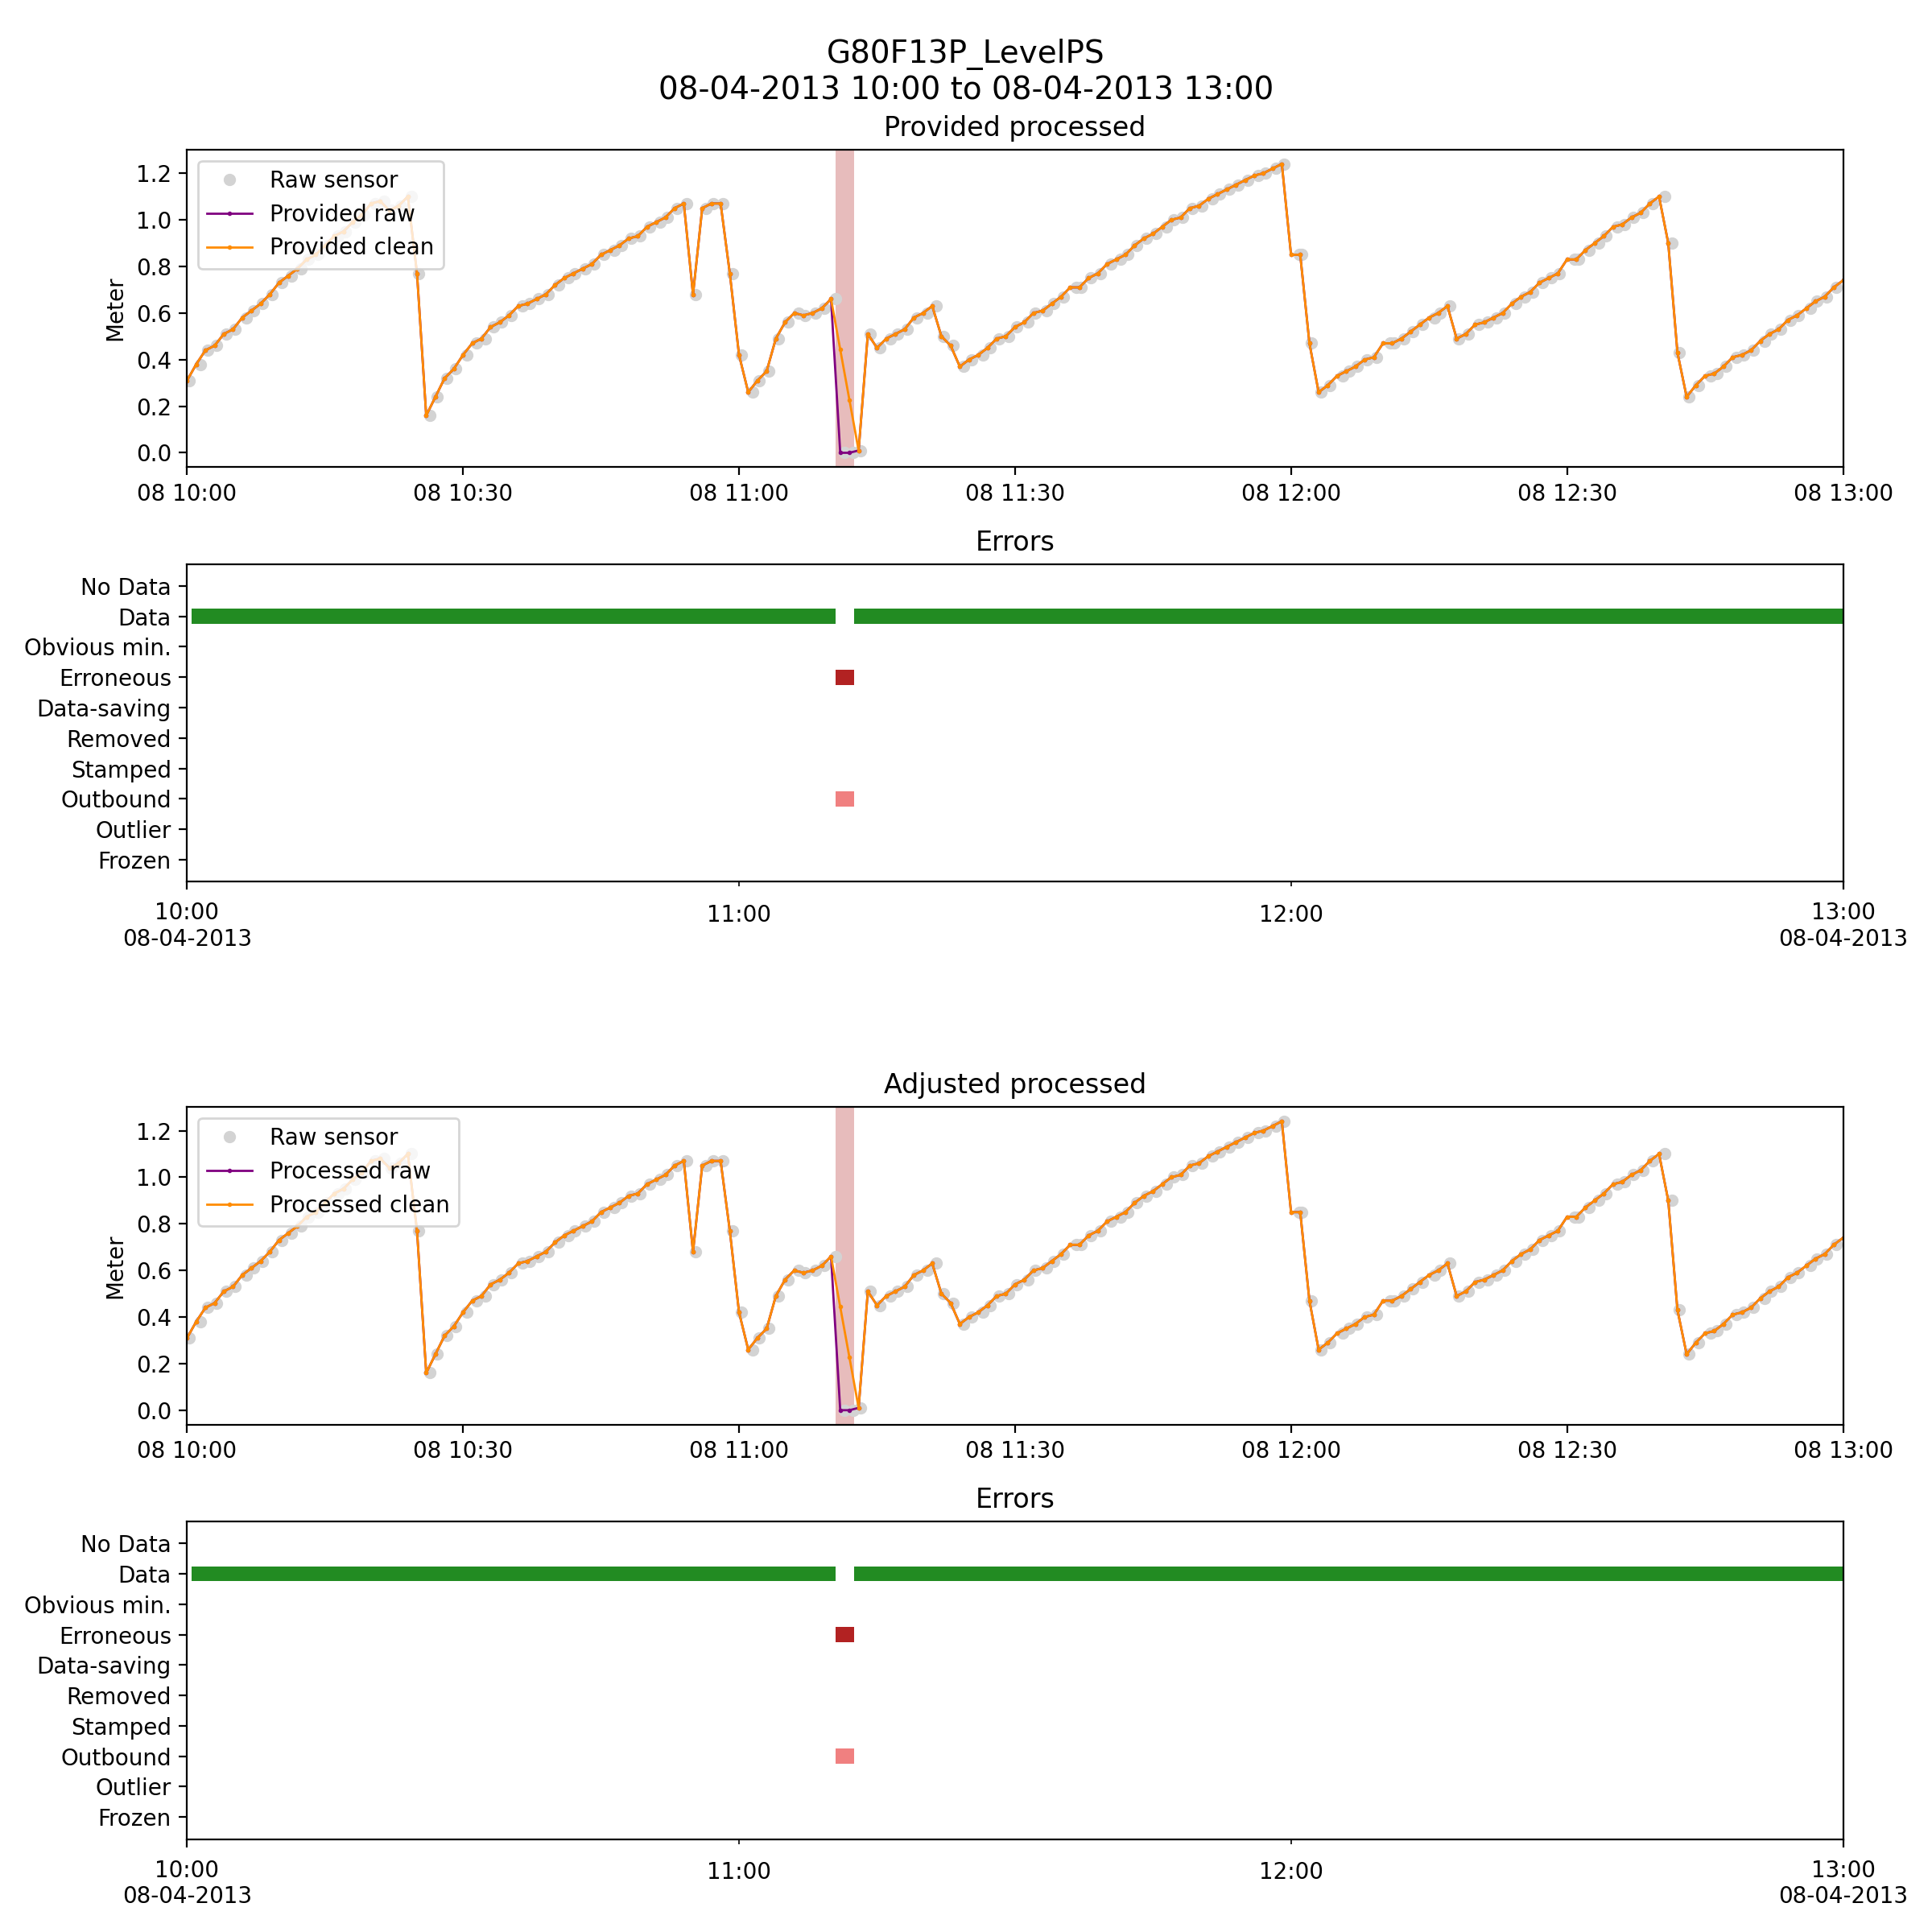 G80F13P_LevelPS
08-04-2013 10:00 to 08-04-2013 13:00
Provided processed
Raw sensor
Provided raw
Provided clean
Meter
1.2
1.0
0.8
0.6
0.4
0.2
0.0
08 10:00 08 10:30 08 11:00 08 11:30 08 12:00 08 12:30 08 13:00
Errors
No Data
Data
Obvious min.
Erroneous
Data-saving
Removed
Stamped
Outbound
Outlier
Frozen
10:00 11:00 12:00 13:00
08-04-2013 08-04-2013
Adjusted processed
Raw sensor
Processed raw
Processed clean
Meter
1.2
1.0
0.8
0.6
0.4
0.2
0.0
08 10:00 08 10:30 08 11:00 08 11:30 08 12:00 08 12:30 08 13:00
Errors
No Data
Data
Obvious min.
Erroneous
Data-saving
Removed
Stamped
Outbound
Outlier
Frozen
10:00 11:00 12:00 13:00
08-04-2013 08-04-2013